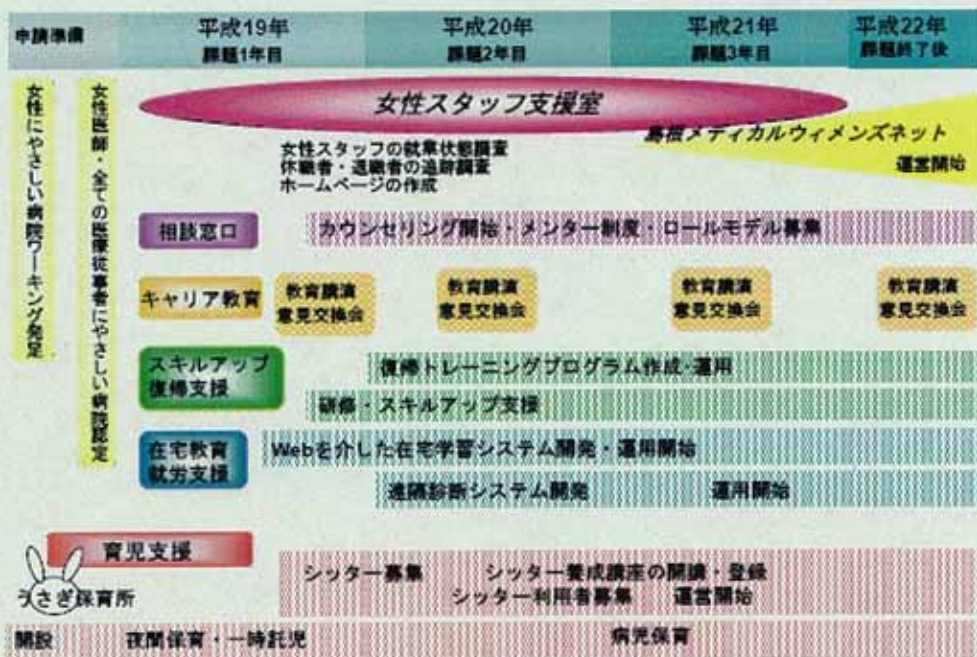 申請準備
平成19年
課題1年目
平成20年
課題2年目
平成21年
課題3年目
平成22年
課題終了後
女性にやさしい病院ワーキング発足
女性医師・全ての医療従事者にやさしい病院認定
女性スタッフ支援室
島根メディカルウィメンズネット
運営開始
女性スタッフの就業状態調査
休職者・退職者の追跡調査
ホームページの作成
相談窓口
カウンセリング開始・メンター制度・ロールモデル募集
キャリア教育
教育講演
意見交換会
教育講演
意見交換会
教育講演
意見交換会
教育講演
意見交換会
スキルアップ
復帰支援
復帰トレーニングプログラム作成・運用
研修・スキルアップ支援
在宅教育
就労支援
Webを介した在宅学習システム開発・運用開始
遠隔診断システム開発
運用開始
育児支援
うさぎ保育所
シッター募集
シッター養成講座の開講・登録
シッター利用者募集
運営開始
開設
夜間保育・一時託児
病児保育